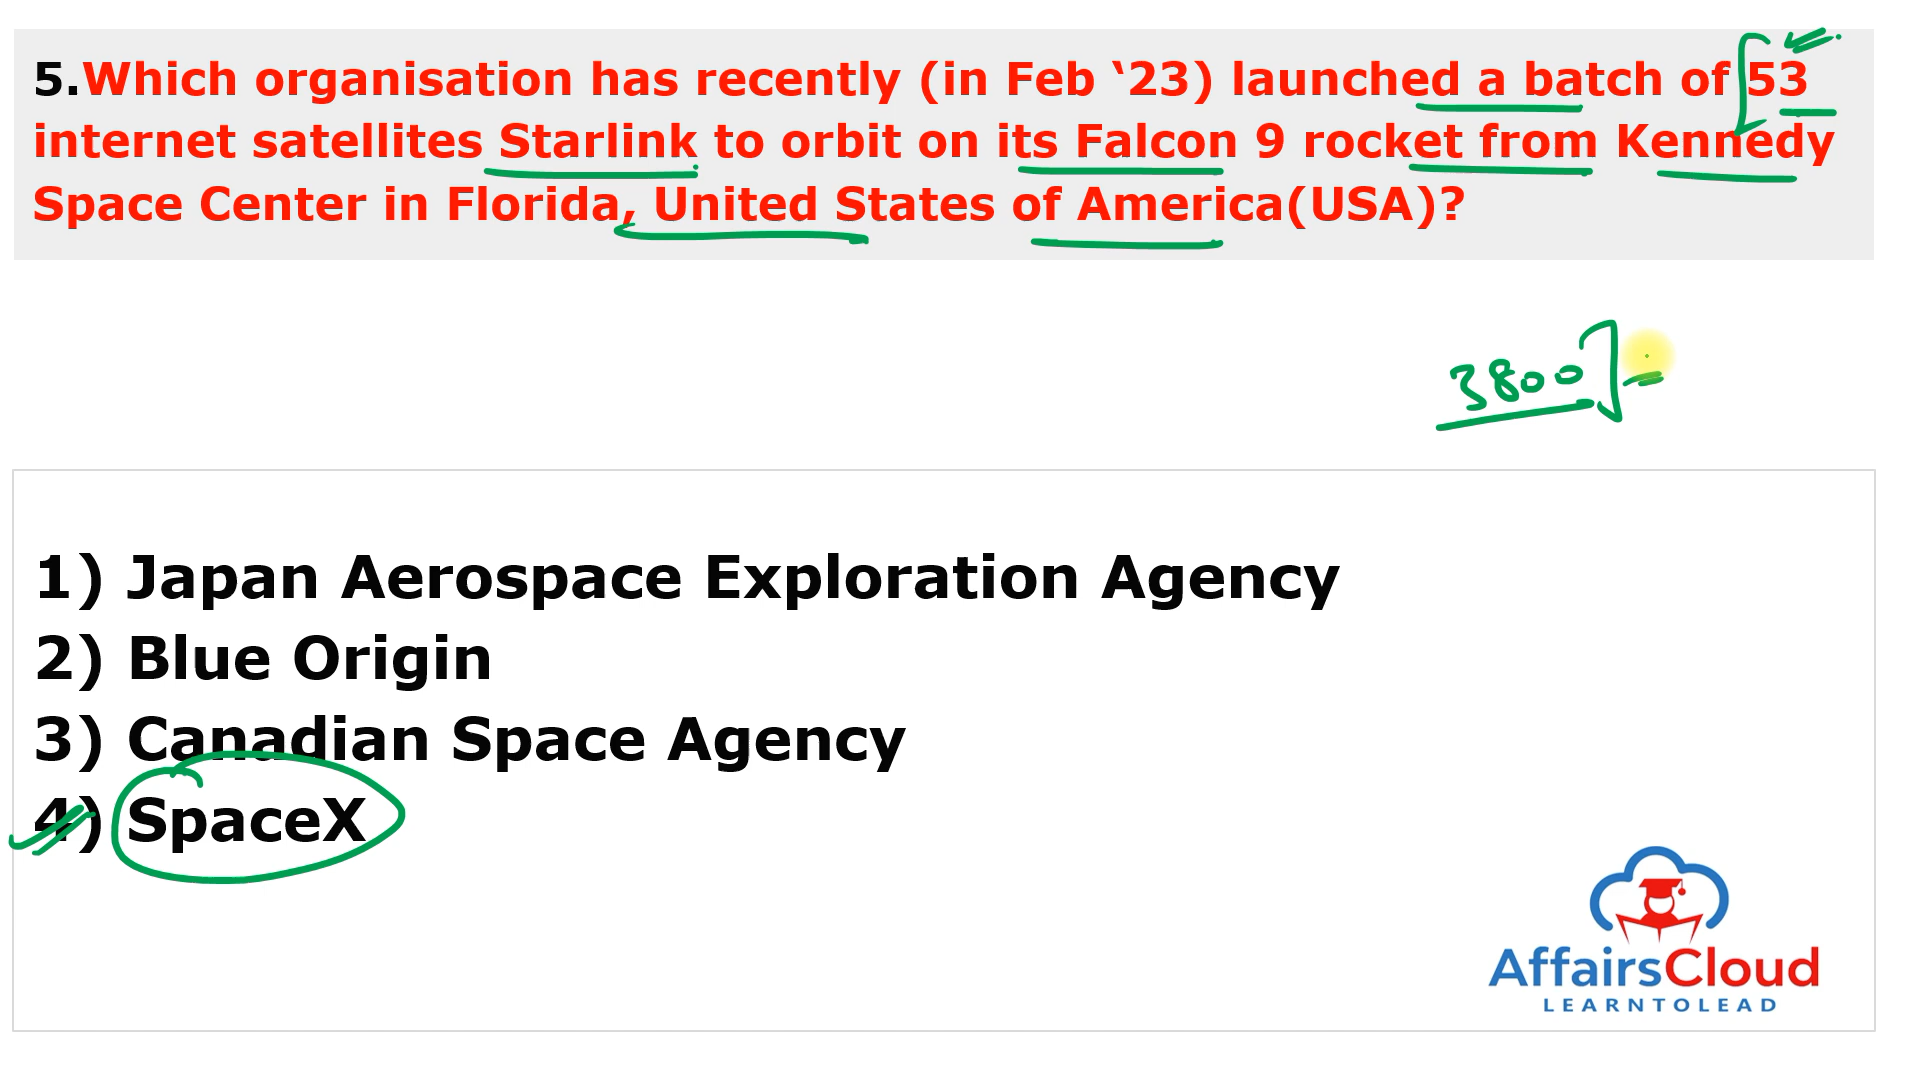 5.Which organisation has recently (in Feb ‘23) launched a batch of 53
internet satellites Starlink to orbit on its Falcon 9 rocket from Kennedy
Space Center in Florida, United States of America(USA)?
3800
1) Japan Aerospace Exploration Agency
2) Blue Origin
3) Canadian Space Agency
4) SpaceX
AffairsCloud
LEARNTOLEAD